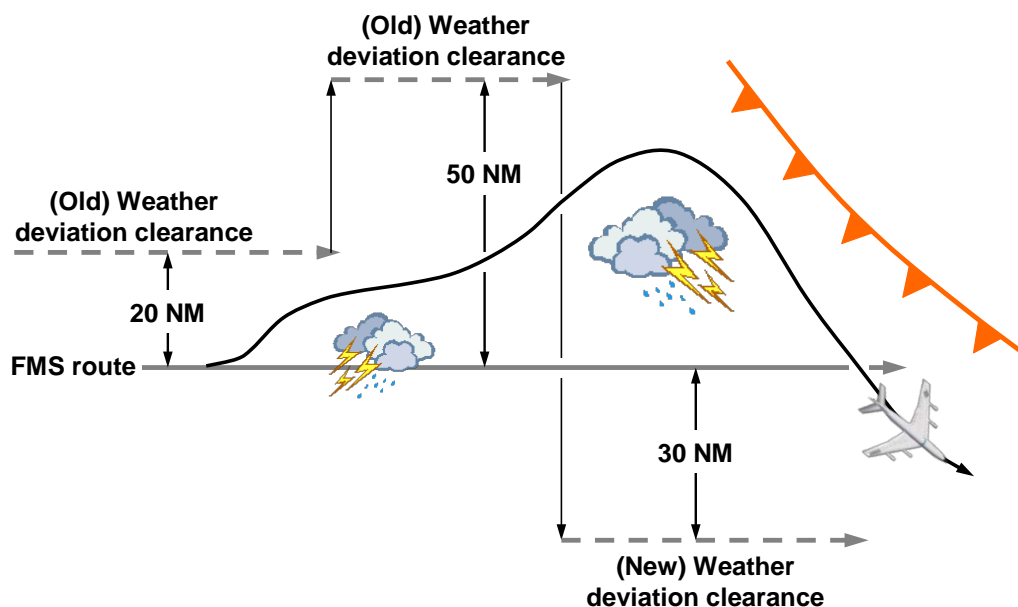 (Old) Weather
deviation clearance
50 NM
(Old) Weather
deviation clearance
20 NM
FMS route
30 NM
(New) Weather
deviation clearance